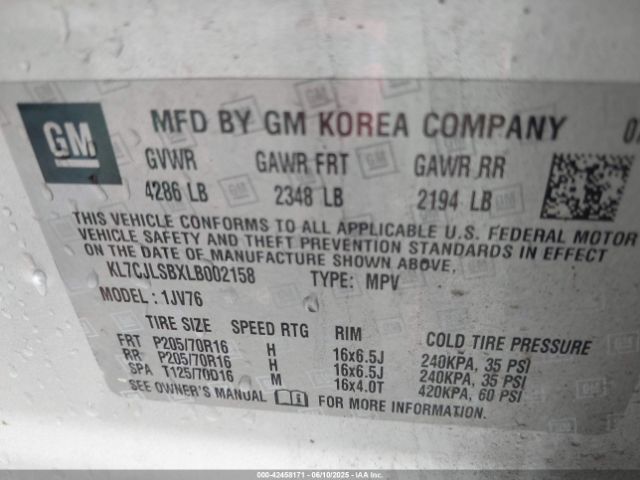 GM
MFD BY GM KOREA COMPANY
GVWR GAWR FRT GAWR RR
4286 LB 2348 LB 2194 LB
THIS VEHICLE CONFORMS TO ALL APPLICABLE U.S. FEDERAL MOTOR
VEHICLE SAFETY AND THEFT PREVENTION STANDARDS IN EFFECT
ON THE DATE OF MANUFACTURE SHOWN ABOVE.
KL7CJLSBXLB002158 TYPE: MPV
MODEL: 1JV76
TIRE SIZE SPEED RTG RIM COLD TIRE PRESSURE
FRT P205/70R16 H 16x6.5J 240KPA, 35 PSI
RR P205/70R16 H 16x6.5J 240KPA, 35 PSI
SPA T125/70D16 M 16x4.0T 420KPA, 60 PSI
SEE OWNER'S MANUAL FOR MORE INFORMATION.
000-42458171 - 06/10/2025 - IAA Inc.